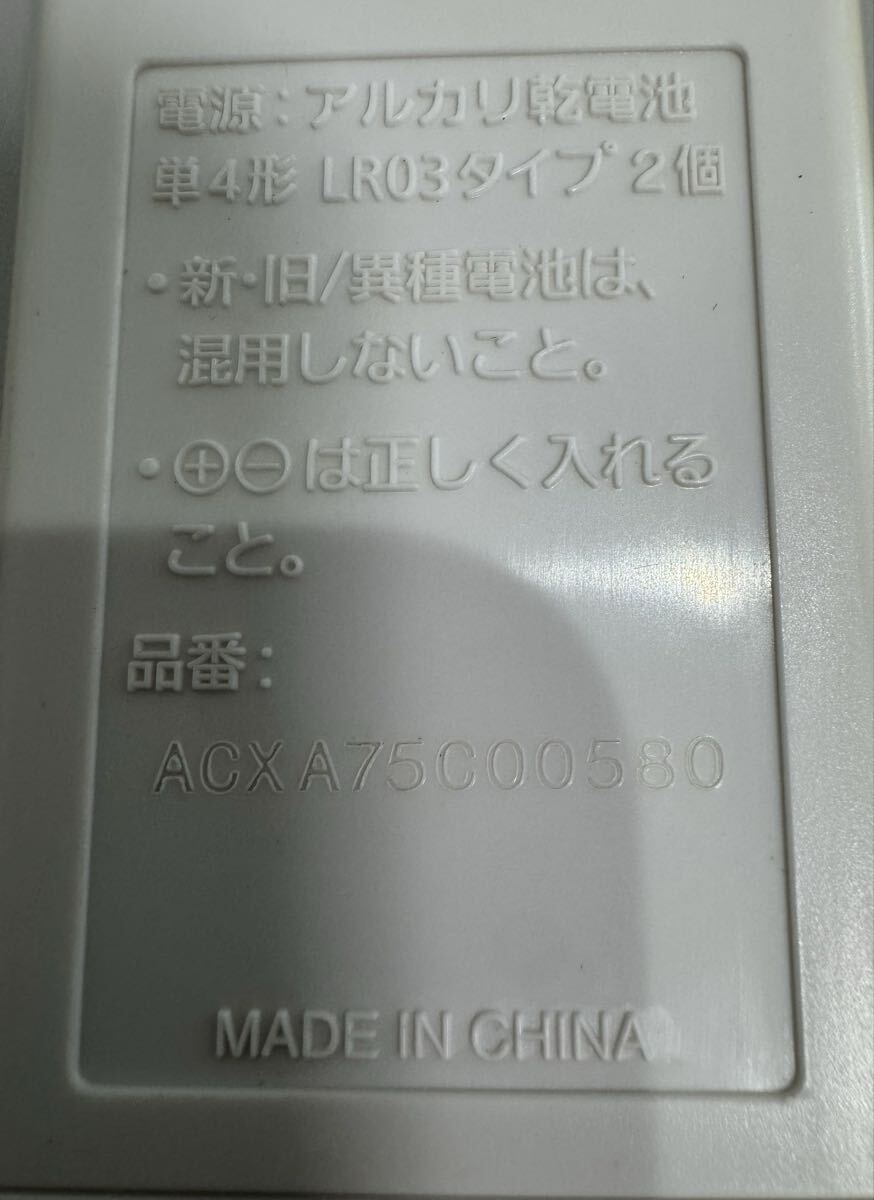 電源：アルカリ乾電池
単4形 LR03タイプ 2個
・新・旧/異種電池は、
混用しないこと。
・⊕⊖は正しく入れる
こと。
品番：
ACXA75C00580
MADE IN CHINA